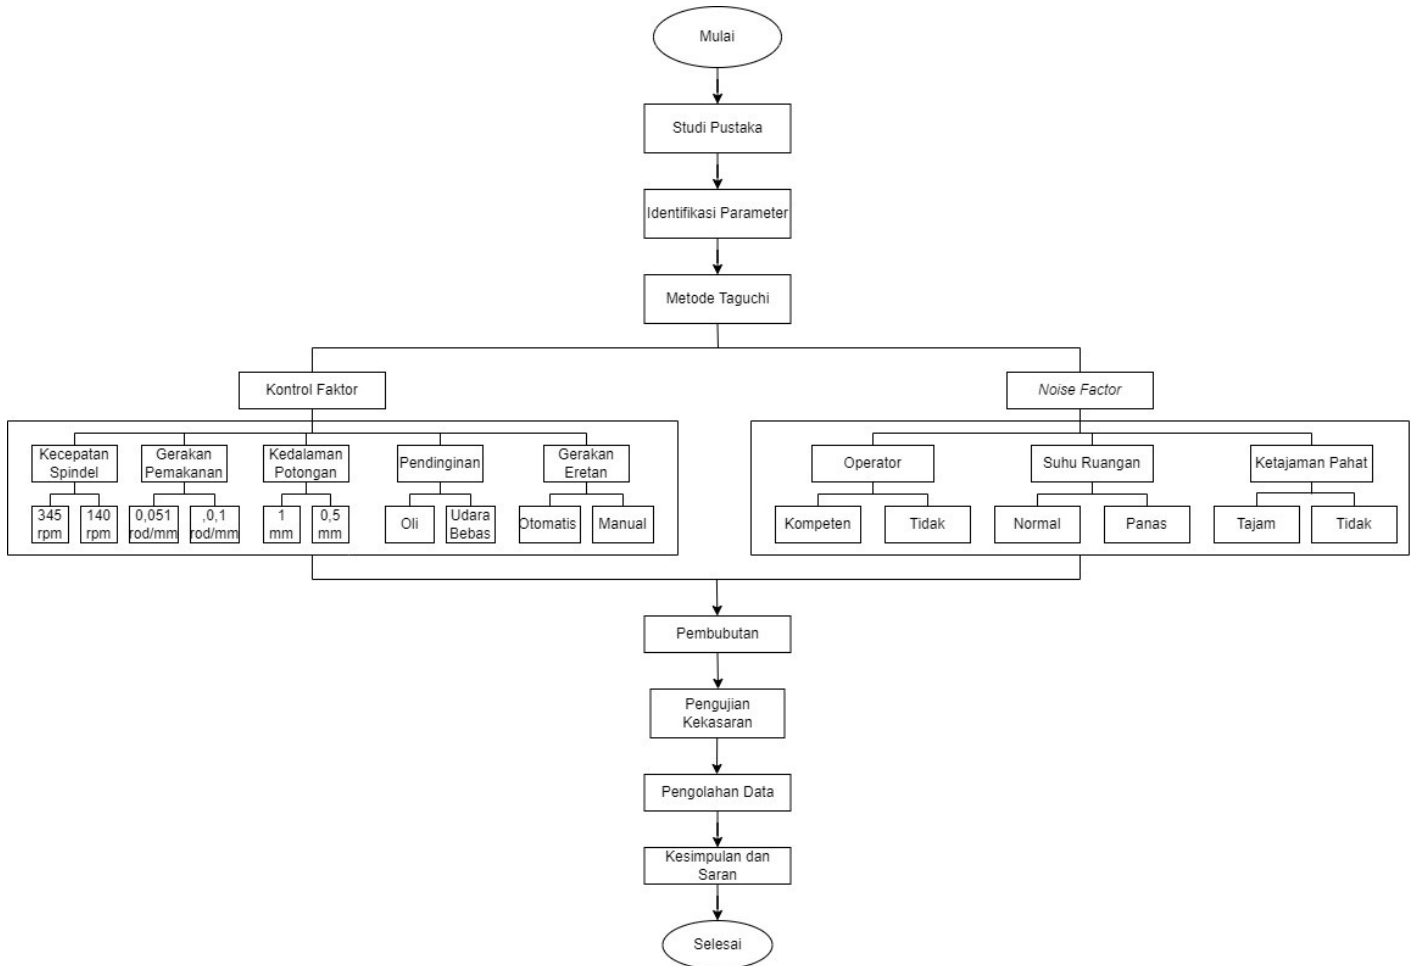 Mulai
Studi Pustaka
Identifikasi Parameter
Metode Taguchi
Kontrol Faktor
Noise Factor
Kecepatan
Spindel
Gerakan
Pemakanan
Kedalaman
Potongan
Pendinginan
Gerakan
Eretan
Operator
Suhu Ruangan
Ketajaman Pahat
345
rpm
140
rpm
0,051
rod/mm
,0,1
rod/mm
1
mm
0,5
mm
Oli
Udara
Bebas
Otomatis
Manual
Kompeten
Tidak
Normal
Panas
Tajam
Tidak
Pembubutan
Pengujian
Kekasaran
Pengolahan Data
Kesimpulan dan
Saran
Selesai